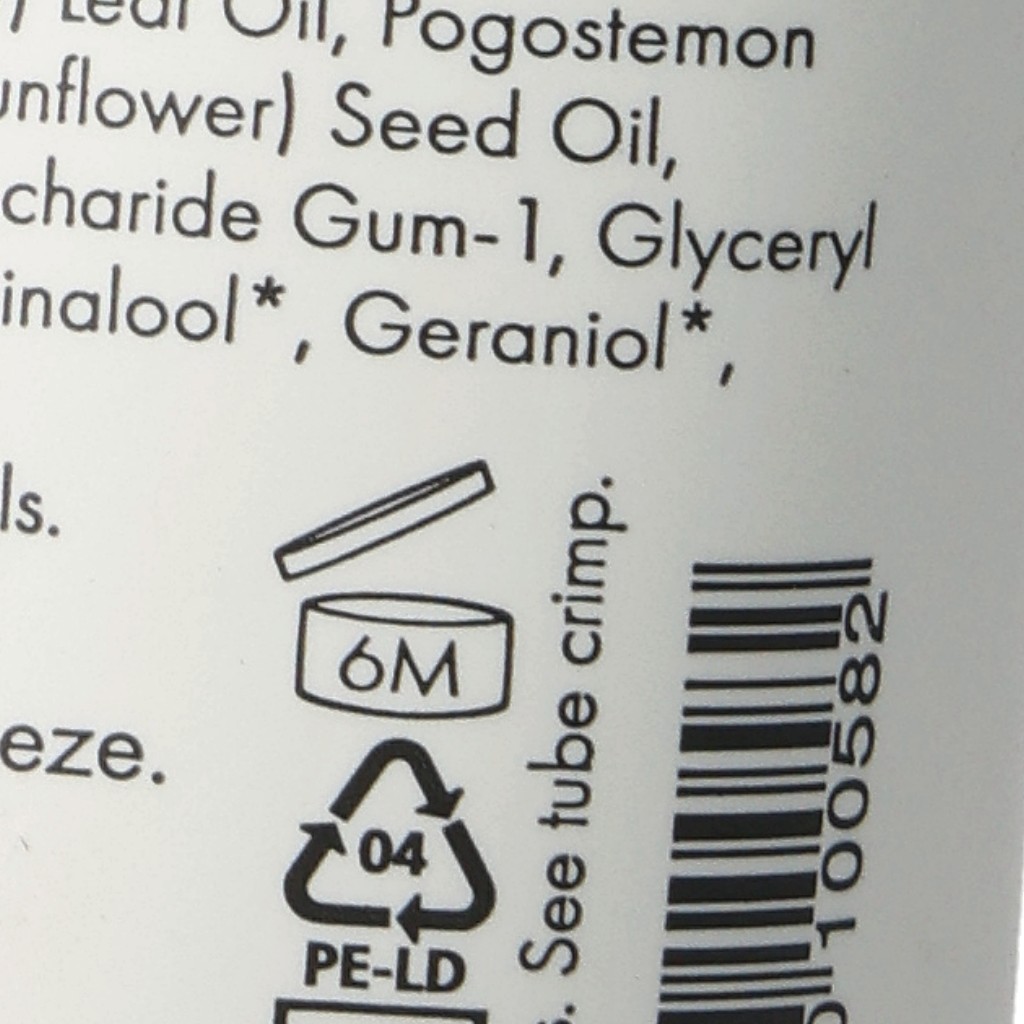 Leaf Oil, Pogostemon
unflower) Seed Oil,
charide Gum-1, Glyceryl
inalool*, Geraniol*,
ls.
eze.
6M
04
PE-LD
s. See tube crimp.
100582